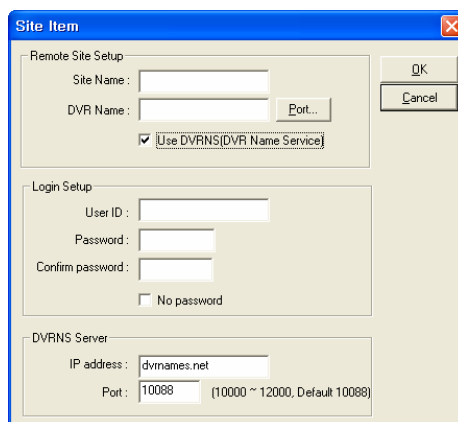 Site Item
Remote Site Setup
Site Name :
DVR Name :
Port...
Use DVRNS(DVR Name Service)
OK
Cancel
Login Setup
User ID :
Password :
Confirm password :
No password
DVRNS Server
IP address : dvrnames.net
Port : 10088 (10000 ~ 12000, Default 10088)